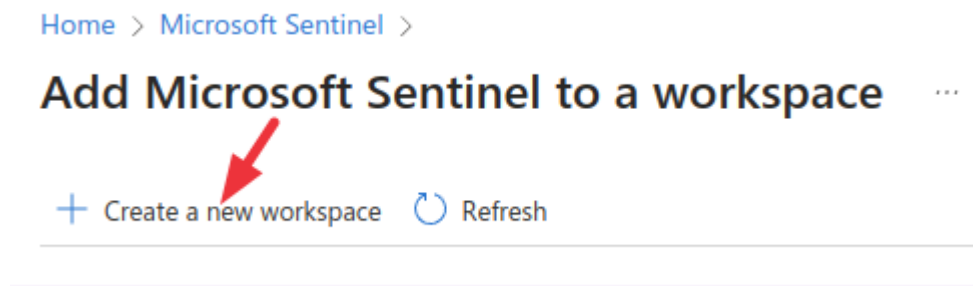 Home > Microsoft Sentinel >
Add Microsoft Sentinel to a workspace ...
+ Create a new workspace Refresh